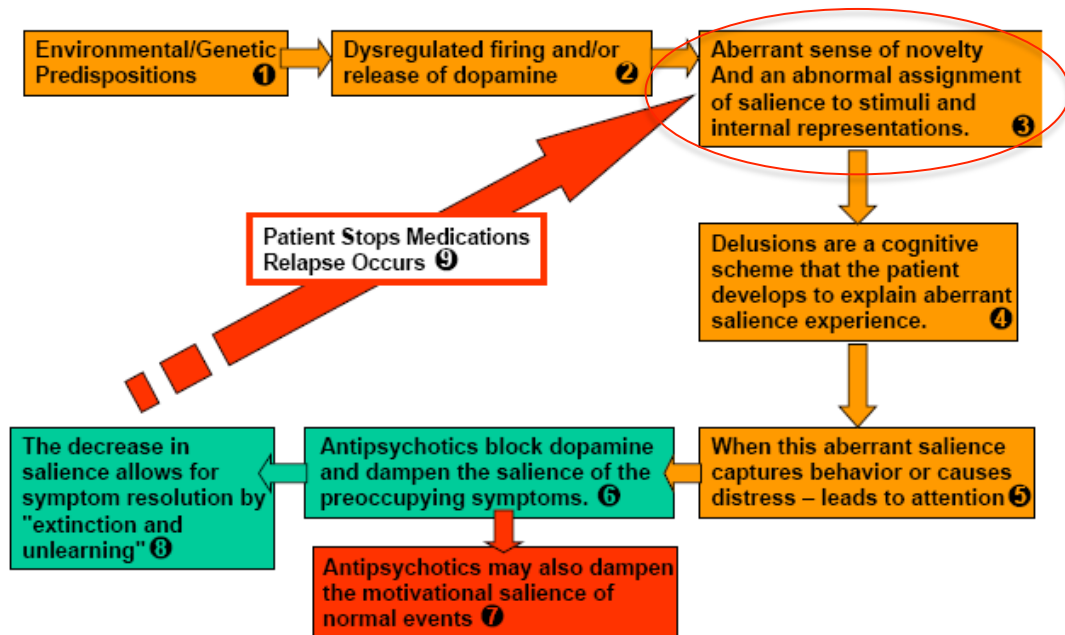 Environmental/Genetic
Predispositions ❶
Dysregulated firing and/or
release of dopamine ❷
Aberrant sense of novelty
And an abnormal assignment
of salience to stimuli and
internal representations. ❸
Delusions are a cognitive
scheme that the patient
develops to explain aberrant
salience experience. ❹
When this aberrant salience
captures behavior or causes
distress – leads to attention ❺
Antipsychotics block dopamine
and dampen the salience of the
preoccupying symptoms. ❻
Antipsychotics may also dampen
the motivational salience of
normal events ❼
The decrease in
salience allows for
symptom resolution by
"extinction and
unlearning" ❽
Patient Stops Medications
Relapse Occurs ❾